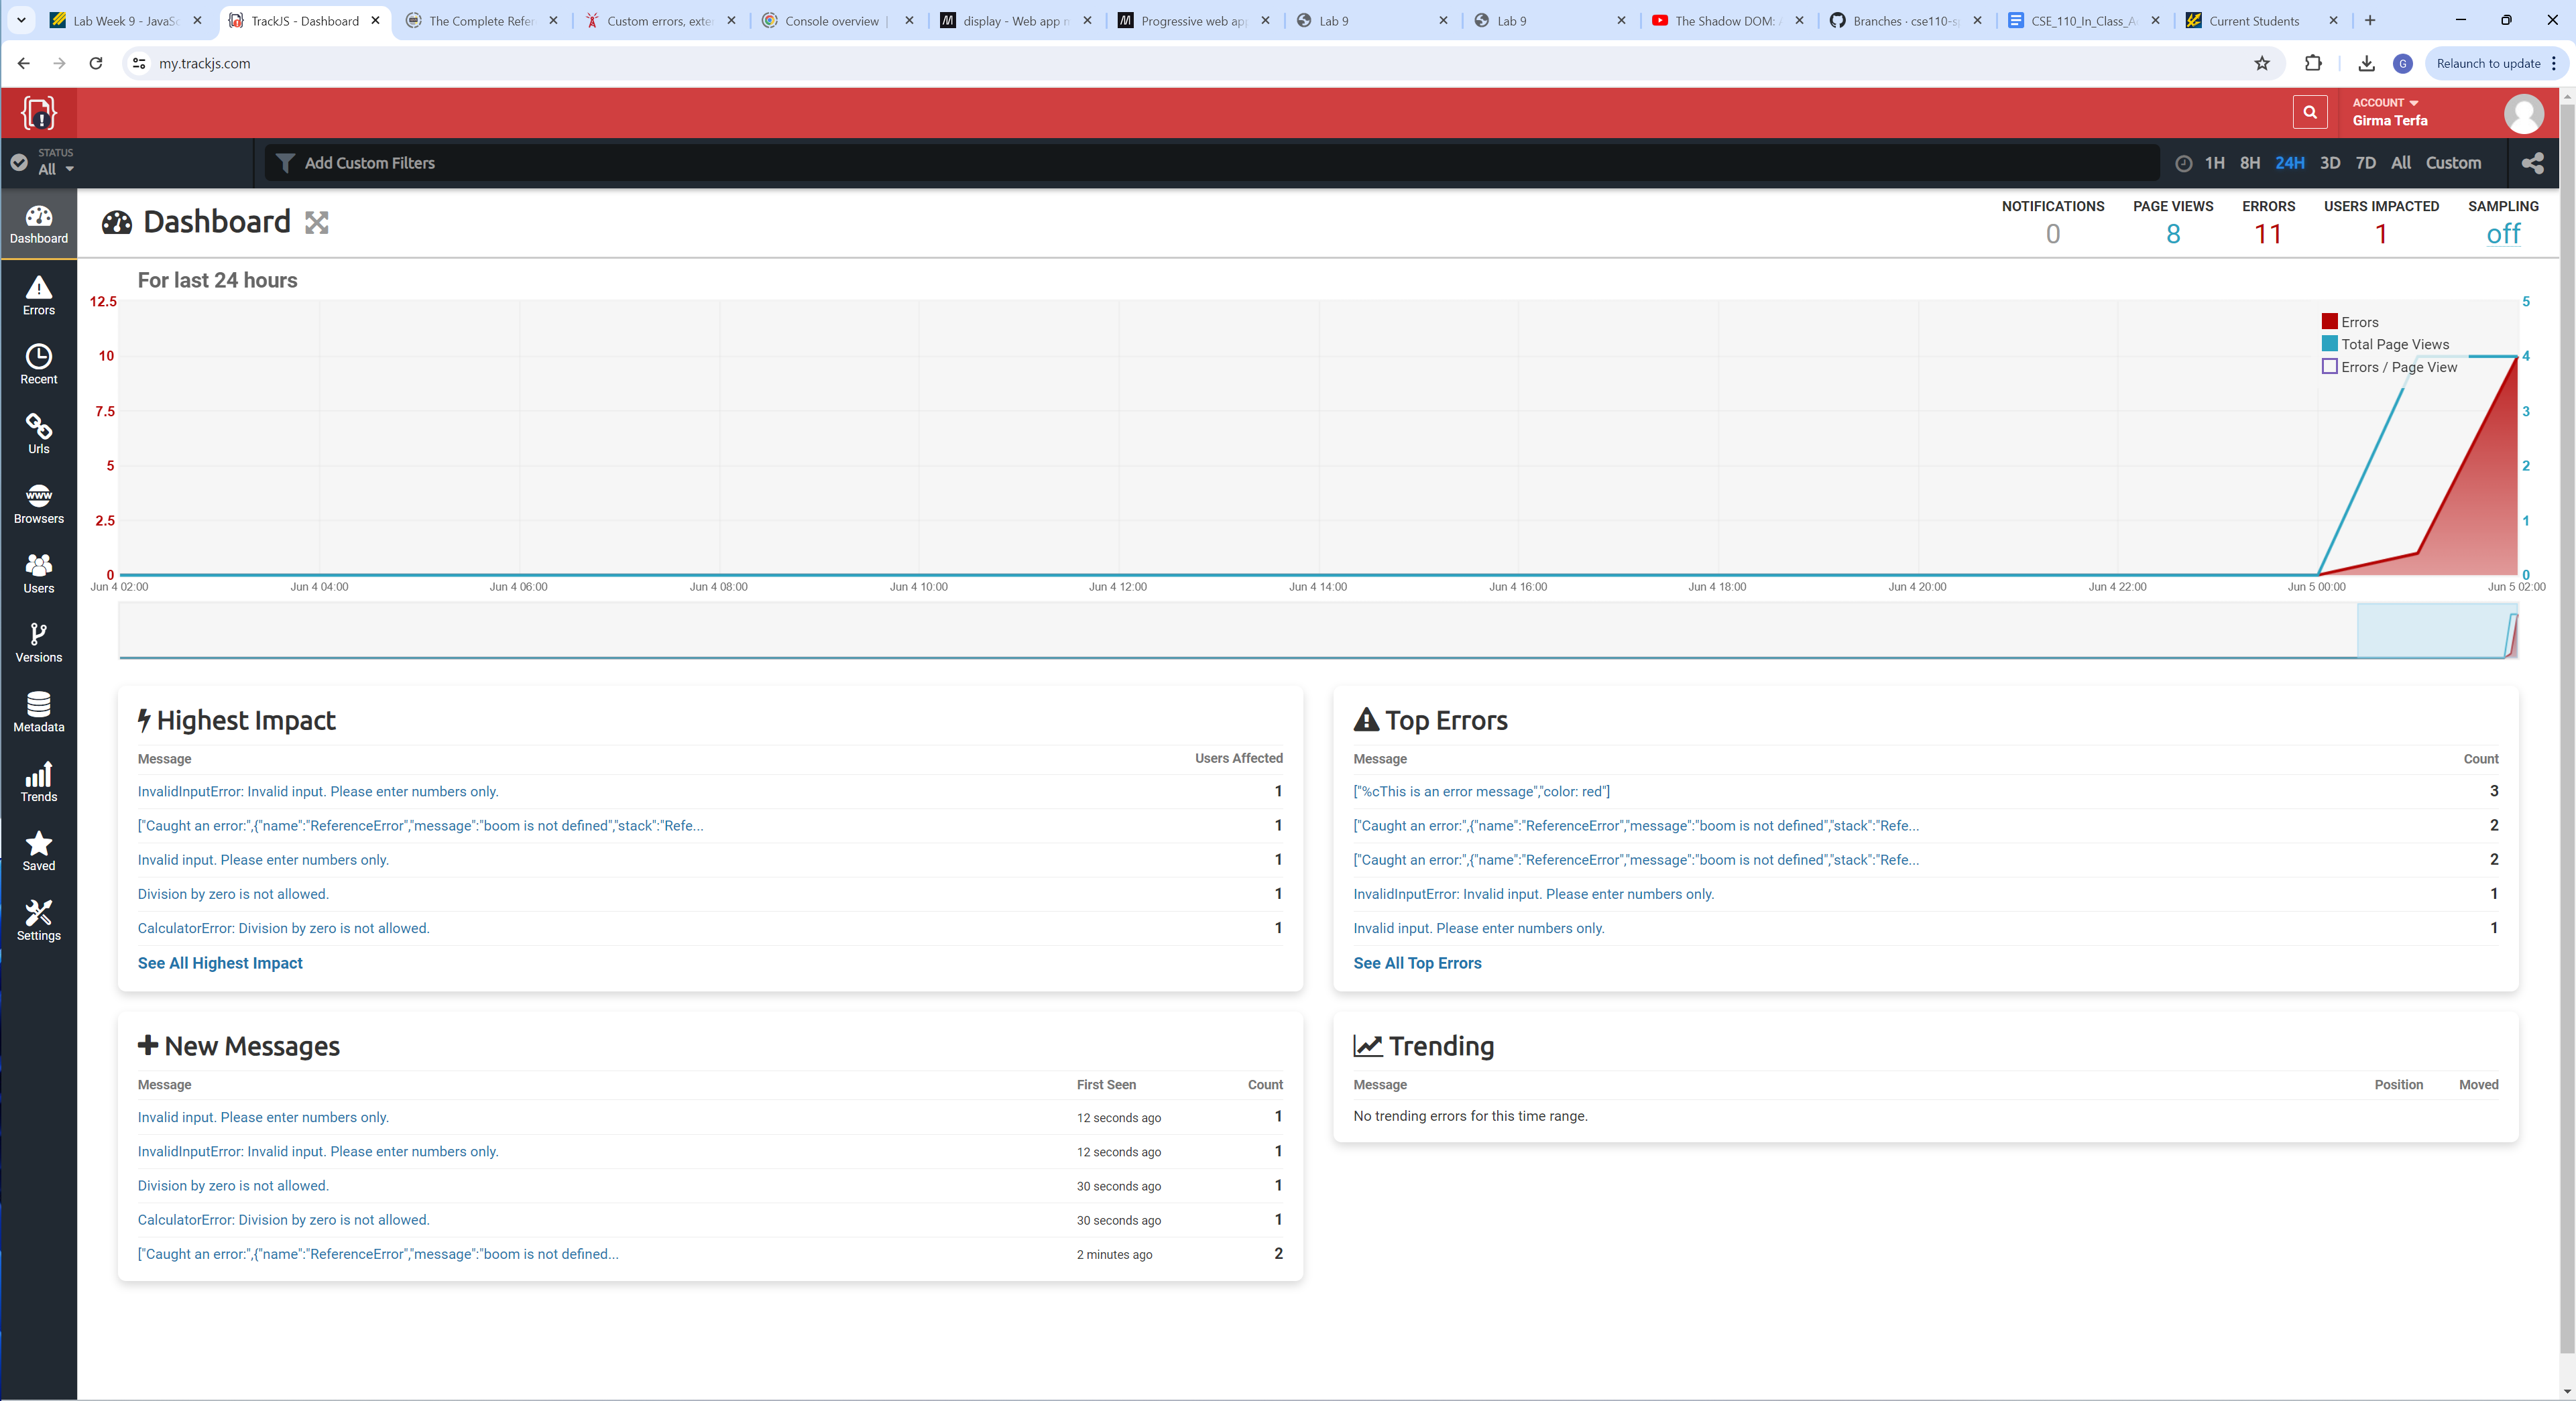 Lab Week 9 - JavaSc
TrackJS - Dashboard
The Complete Refer
Custom errors, exte
Console overview
display - Web app m
Progressive web app
Lab 9
Lab 9
The Shadow DOM:
Branches · cse110-sp
CSE_110_In_Class_A
Current Students
my.trackjs.com
G
Relaunch to update
ACCOUNT
Girma Terfa
STATUS
All
Add Custom Filters
1H 8H 24H 3D 7D All Custom
Dashboard
Errors
Recent
Urls
www
Browsers
Users
Versions
Metadata
Trends
Saved
Settings
Dashboard
NOTIFICATIONS PAGE VIEWS ERRORS USERS IMPACTED SAMPLING
0 8 11 1 off
For last 24 hours
12.5 5
Errors
Total Page Views
10 4
Errors / Page View
7.5 3
5 2
2.5 1
0 0
Jun 4 02:00 Jun 4 04:00 Jun 4 06:00 Jun 4 08:00 Jun 4 10:00 Jun 4 12:00 Jun 4 14:00 Jun 4 16:00 Jun 4 18:00 Jun 4 20:00 Jun 4 22:00 Jun 5 00:00 Jun 5 02:00
Highest Impact
Message Users Affected
InvalidInputError: Invalid input. Please enter numbers only. 1
["Caught an error:",{"name":"ReferenceError","message":"boom is not defined","stack":"Refe... 1
Invalid input. Please enter numbers only. 1
Division by zero is not allowed. 1
CalculatorError: Division by zero is not allowed. 1
See All Highest Impact
Top Errors
Message Count
["%cThis is an error message","color: red"] 3
["Caught an error:",{"name":"ReferenceError","message":"boom is not defined","stack":"Refe... 2
["Caught an error:",{"name":"ReferenceError","message":"boom is not defined","stack":"Refe... 2
InvalidInputError: Invalid input. Please enter numbers only. 1
Invalid input. Please enter numbers only. 1
See All Top Errors
New Messages
Message First Seen Count
Invalid input. Please enter numbers only. 12 seconds ago 1
InvalidInputError: Invalid input. Please enter numbers only. 12 seconds ago 1
Division by zero is not allowed. 30 seconds ago 1
CalculatorError: Division by zero is not allowed. 30 seconds ago 1
["Caught an error:",{"name":"ReferenceError","message":"boom is not defined... 2 minutes ago 2
Trending
Message Position Moved
No trending errors for this time range.